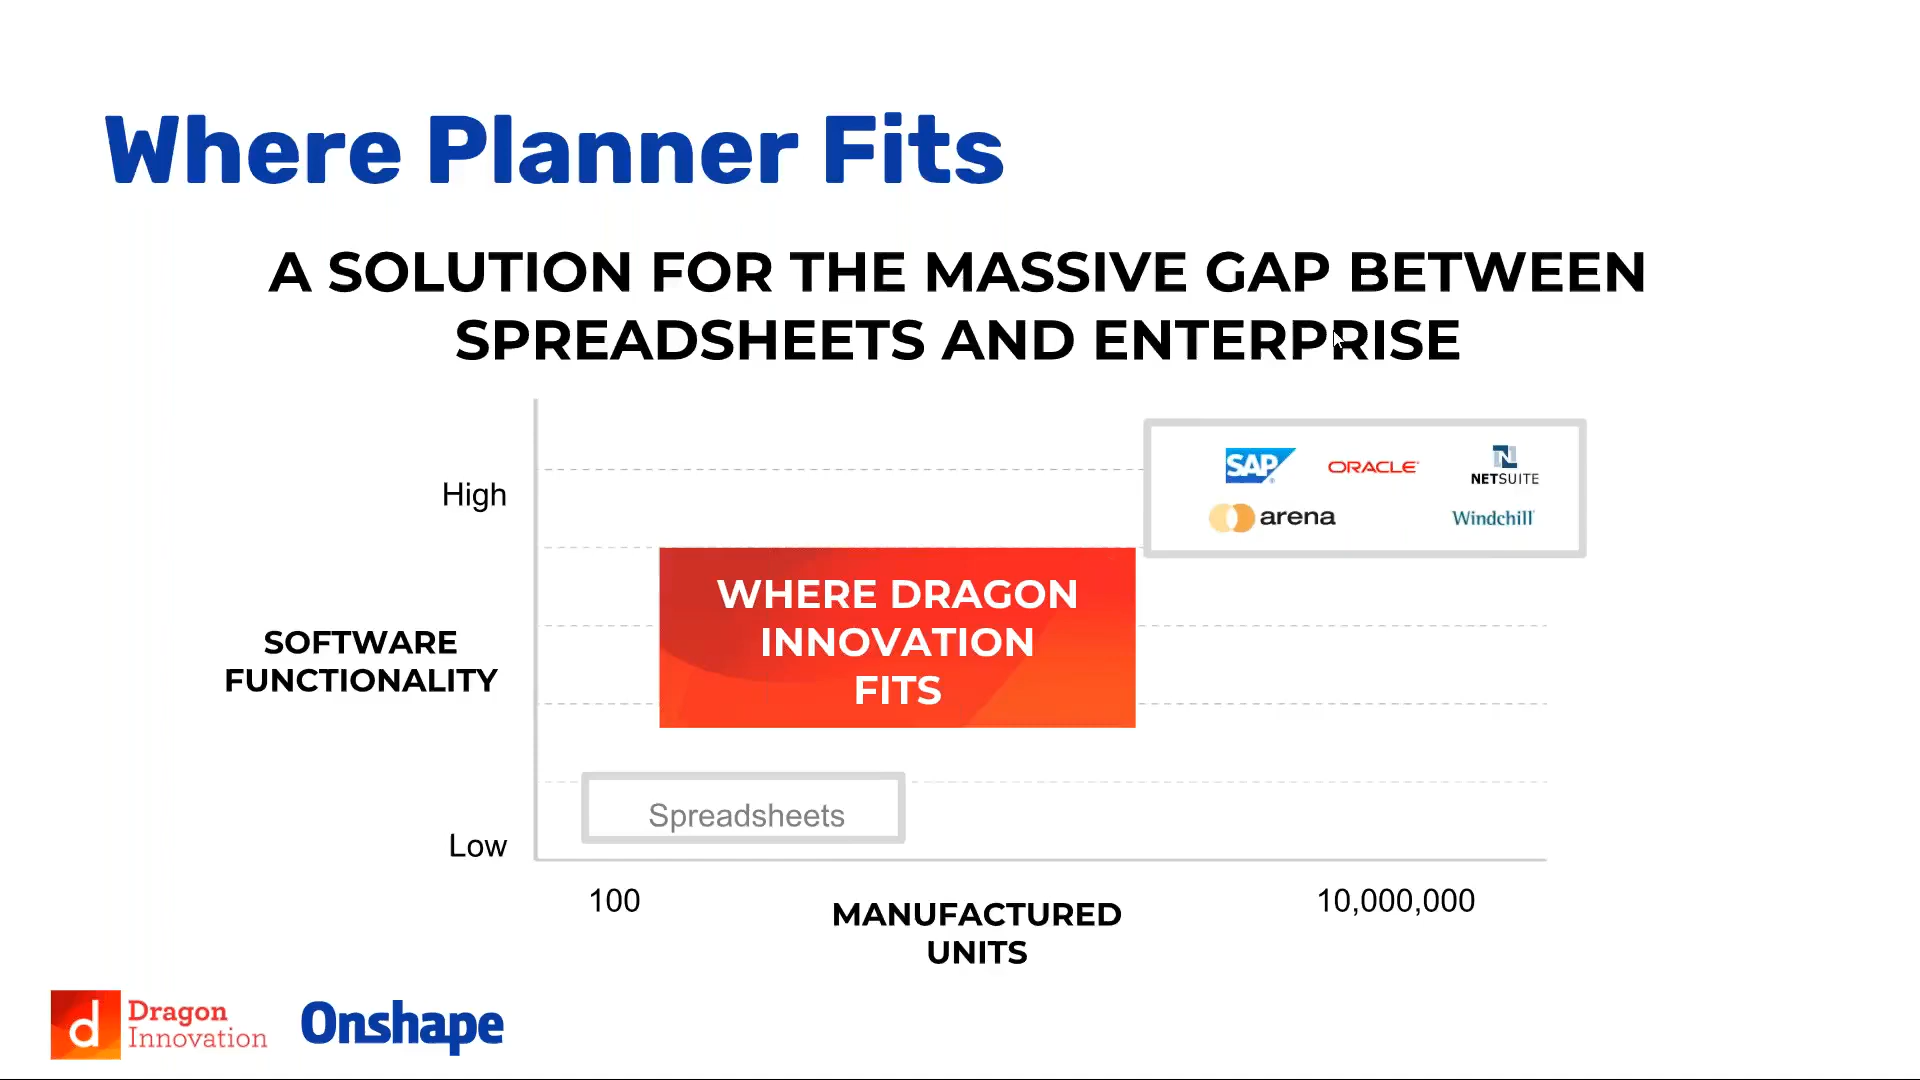 Where Planner Fits
A SOLUTION FOR THE MASSIVE GAP BETWEEN
SPREADSHEETS AND ENTERPRISE
SAP
ORACLE
NETSUITE
arena
Windchill
High
WHERE DRAGON
INNOVATION
FITS
SOFTWARE
FUNCTIONALITY
Spreadsheets
Low
100
10,000,000
MANUFACTURED
UNITS
d
Dragon
Innovation
Onshape